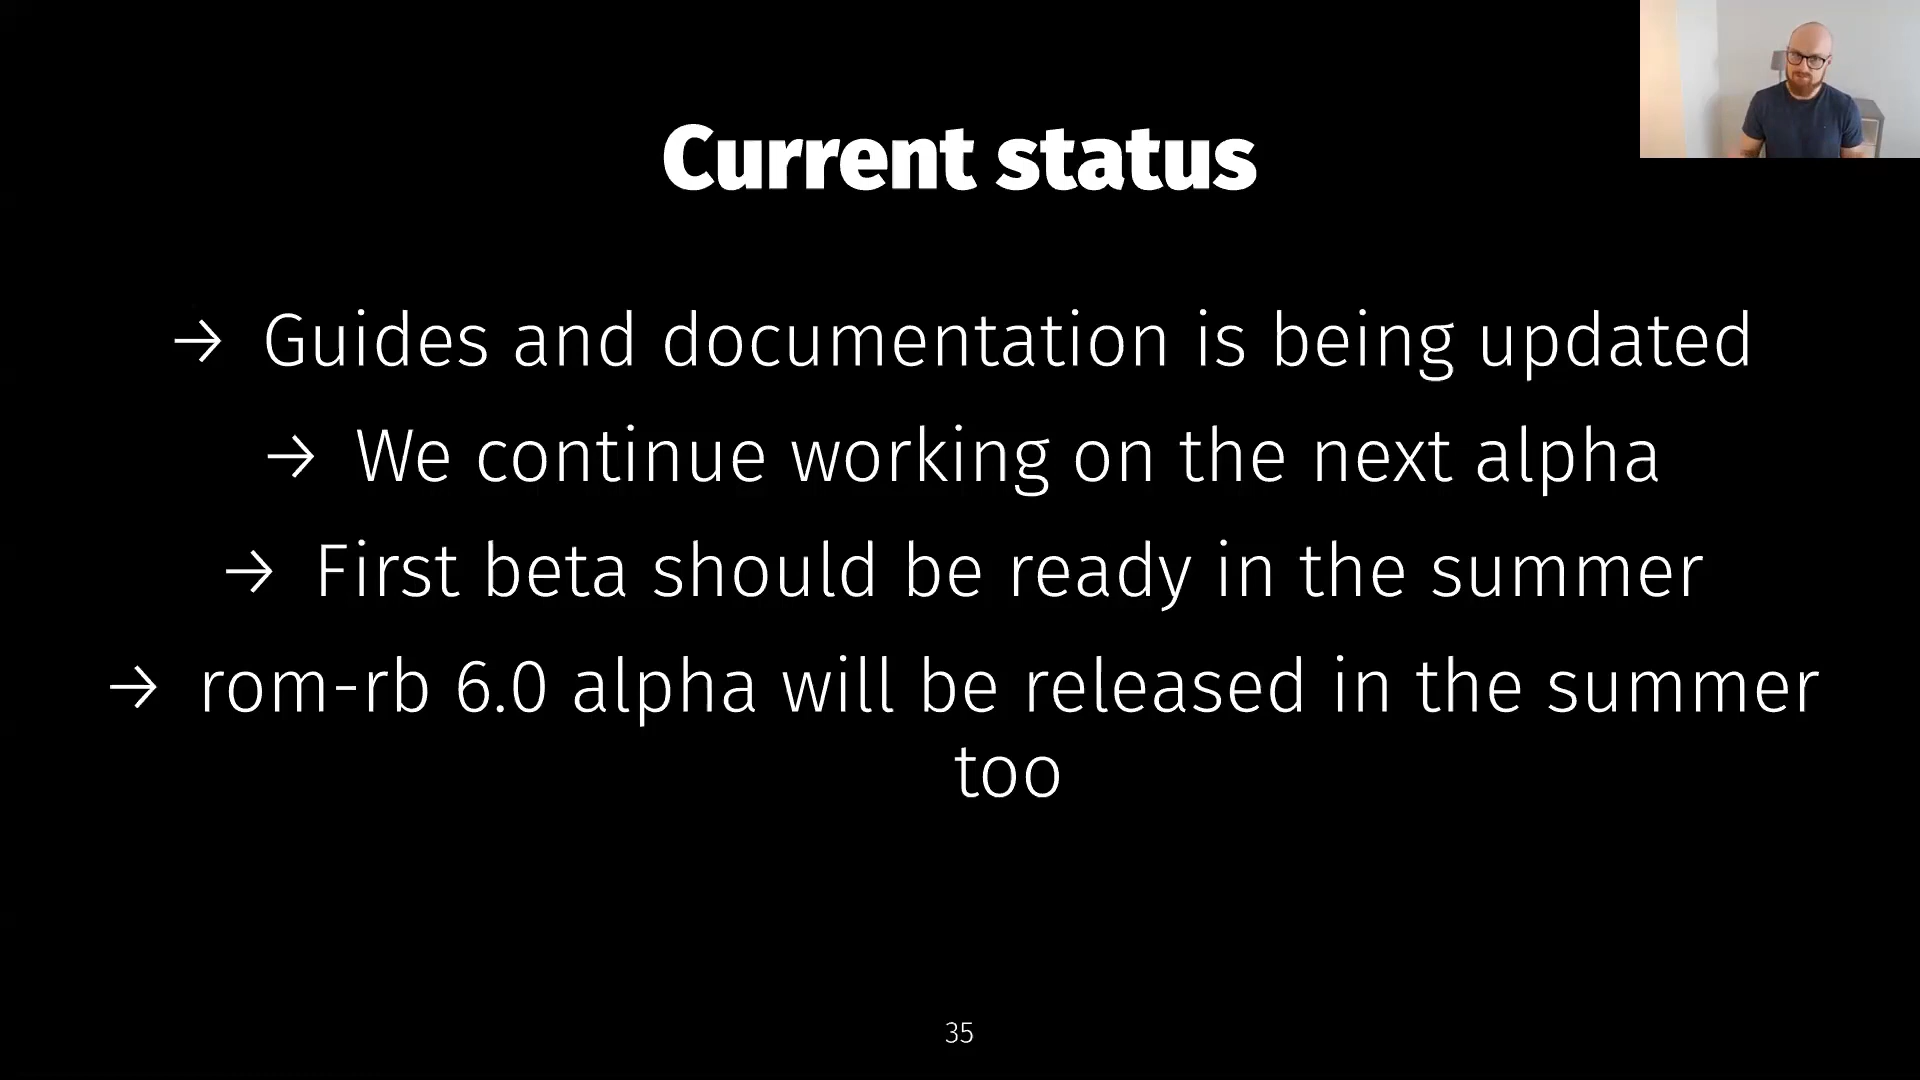 Current status
→ Guides and documentation is being updated
→ We continue working on the next alpha
→ First beta should be ready in the summer
→ rom-rb 6.0 alpha will be released in the summer
too
35